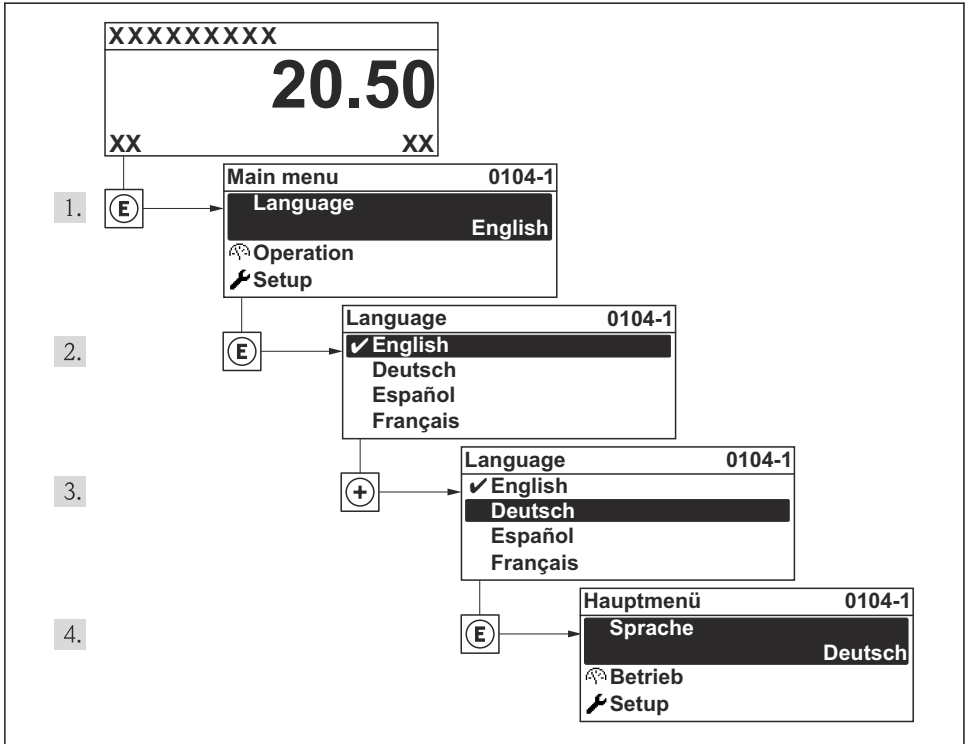 XXXXXXXXX
20.50
XX XX
1. E
Main menu 0104-1
Language
English
Operation
Setup
2. E
Language 0104-1
✔ English
Deutsch
Español
Français
3. +
Language 0104-1
✔ English
Deutsch
Español
Français
4. E
Hauptmenü 0104-1
Sprache
Deutsch
Betrieb
Setup